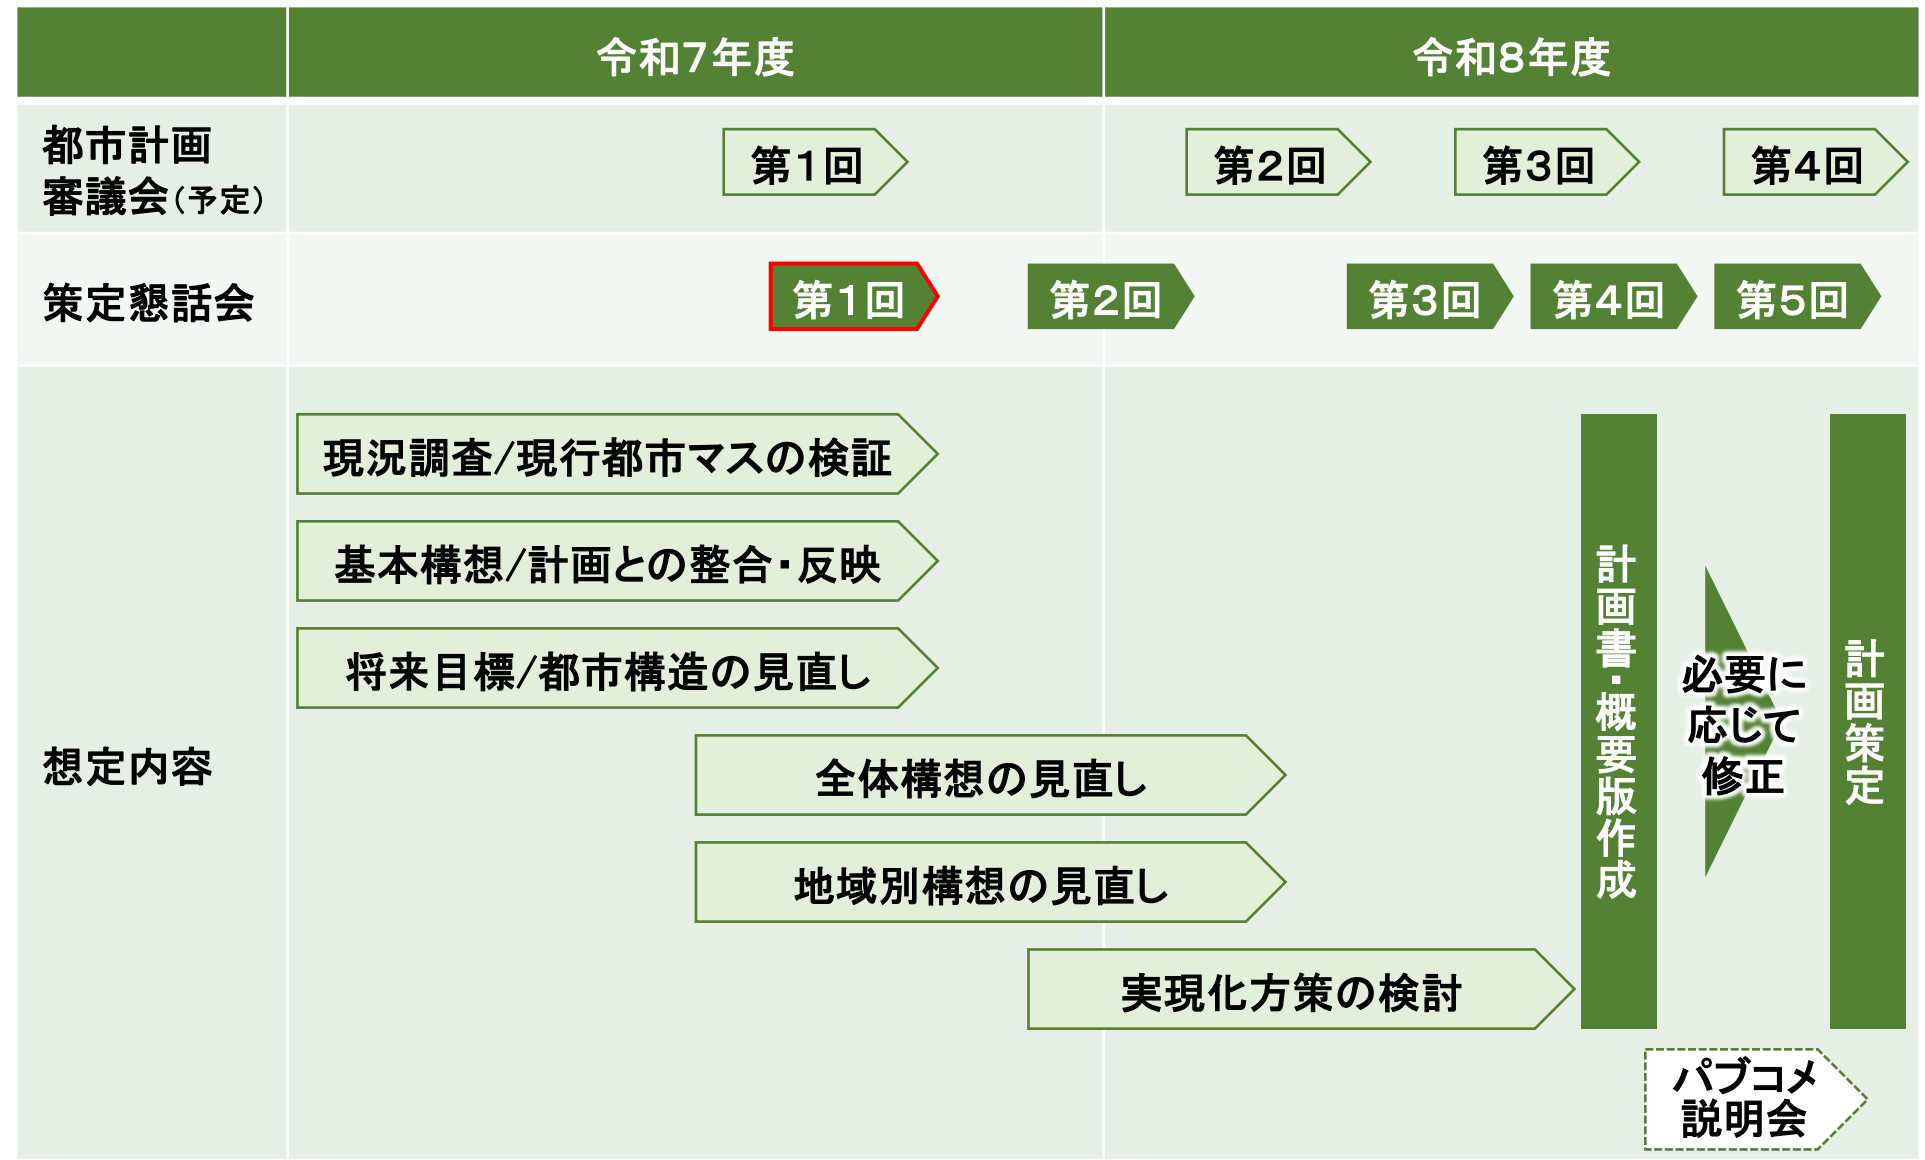 令和7年度
令和8年度
都市計画
審議会(予定)
第1回
第2回
第3回
第4回
策定懇話会
第1回
第2回
第3回
第4回
第5回
想定内容
現況調査/現行都市マスの検証
基本構想/計画との整合・反映
将来目標/都市構造の見直し
全体構想の見直し
地域別構想の見直し
実現化方策の検討
計画書・概要版作成
必要に
応じて
修正
計画策定
パブコメ
説明会